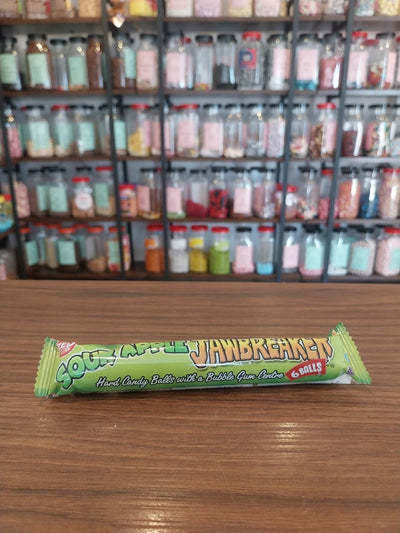 SOUR APPLE JAWBREAKER
Hard Candy Balls with a Bubble Gum Centre
6 BALLS